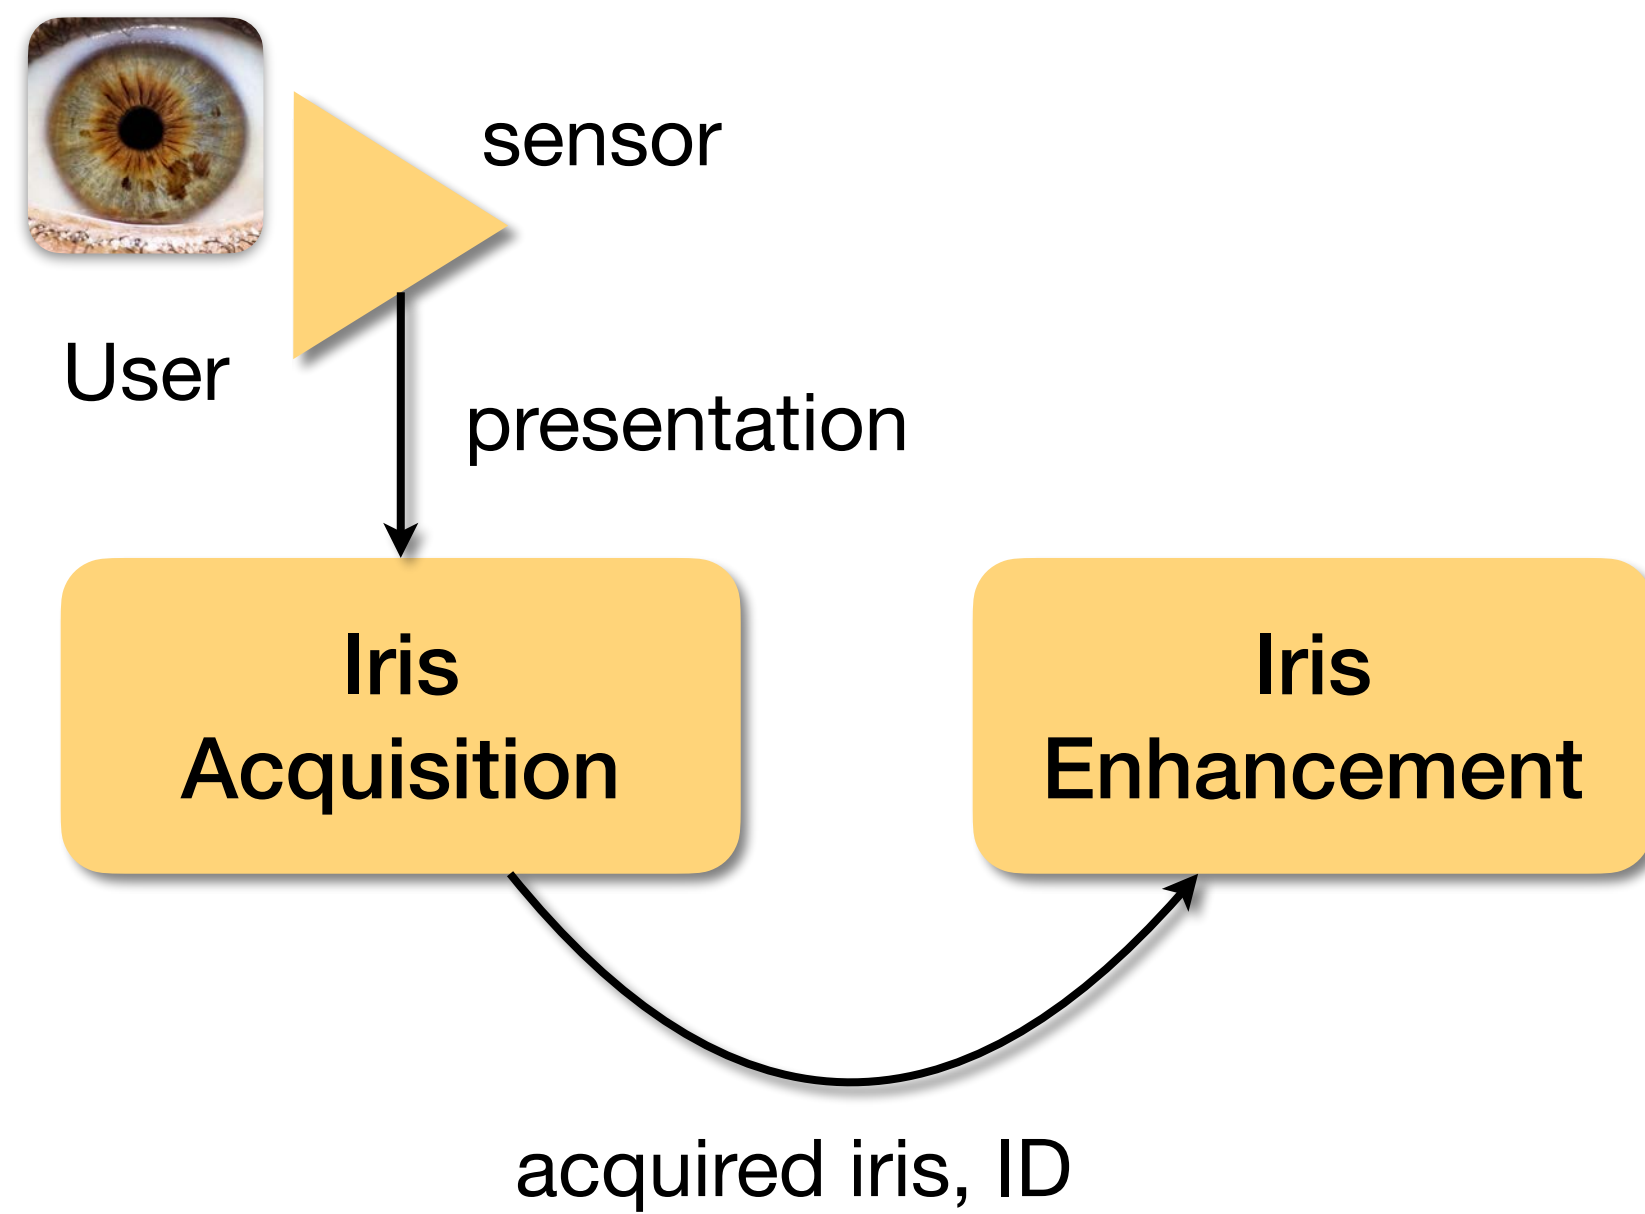 sensor
User
presentation
Iris
Acquisition
Iris
Enhancement
acquired iris, ID